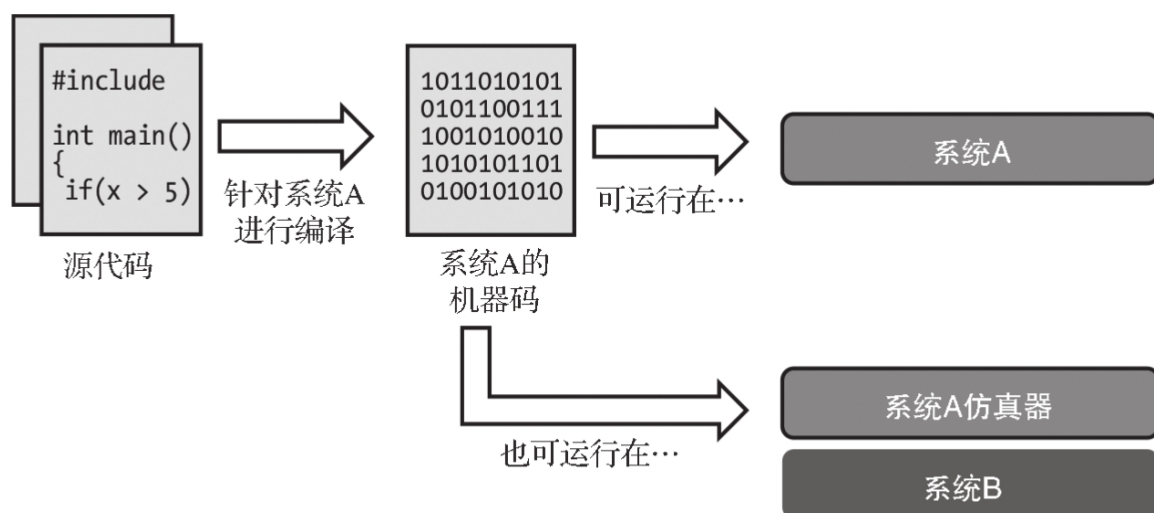 #include
int main()
{
if(x > 5)
源代码
针对系统A
进行编译
1011010101
0101100111
1001010010
1010101101
0100101010
系统A的
机器码
可运行在…
系统A
也可运行在…
系统A仿真器
系统B